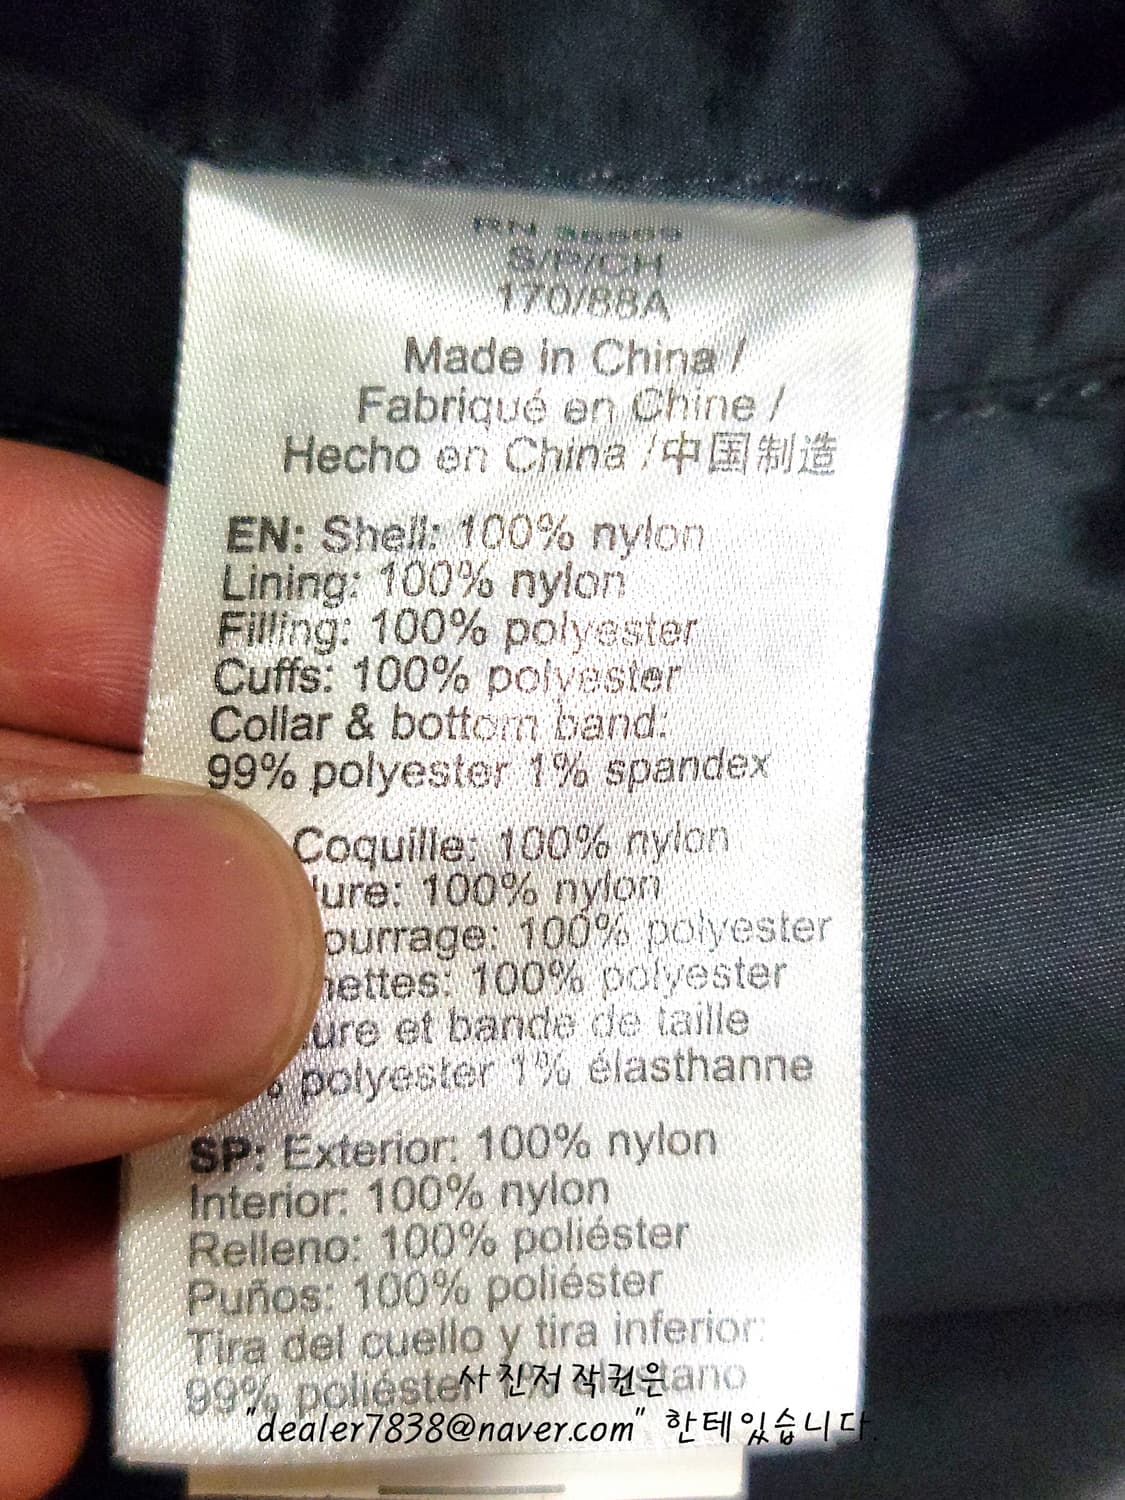 S/P/CH
170/88A
Made in China /
Fabriqué en Chine /
Hecho en China /中国制造
EN: Shell: 100% nylon
Lining: 100% nylon
Filling: 100% polyester
Cuffs: 100% polyester
Collar & bottom band:
99% polyester 1% spandex
Coquille: 100% nylon
lure: 100% nylon
ourrage: 100% polyester
nettes: 100% polyester
ure et bande de taille
% polyester 1% élasthanne
SP: Exterior: 100% nylon
Interior: 100% nylon
Relleno: 100% poliéster
Puños: 100% poliéster
Tira del cuello y tira inferior:
99% poliéster
사진저작권은
"dealer7838@naver.com" 한테있습니다.